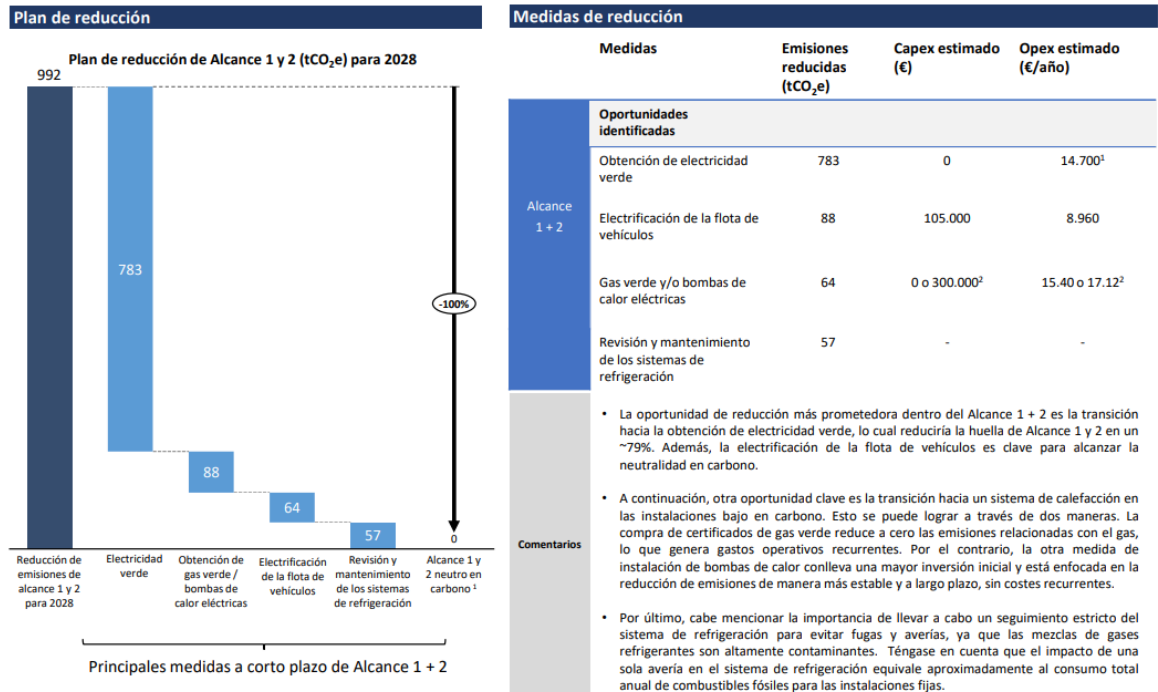 Plan de reducción
Plan de reducción de Alcance 1 y 2 (tCO₂e) para 2028
992
783
88
64
57
0
-100%
Reducción de
emisiones de
alcance 1 y 2
para 2028
Electricidad
verde
Obtención de
gas verde /
bombas de
calor eléctricas
Electrificación
de la flota de
vehículos
Revisión y
mantenimiento
de los sistemas
de refrigeración
Alcance 1 y
2 neutro en
carbono ¹
Principales medidas a corto plazo de Alcance 1 + 2
Medidas de reducción
Medidas
Emisiones
reducidas
(tCO₂e)
Capex estimado
(€)
Opex estimado
(€/año)
Alcance
1 + 2
Oportunidades
identificadas
Obtención de electricidad
verde
783
0
14.700¹
Electrificación de la flota de
vehículos
88
105.000
8.960
Gas verde y/o bombas de
calor eléctricas
64
0 o 300.000²
15.40 o 17.12²
Revisión y mantenimiento
de los sistemas de
refrigeración
57
-
-
Comentarios
• La oportunidad de reducción más prometedora dentro del Alcance 1 + 2 es la transición
hacia la obtención de electricidad verde, lo cual reduciría la huella de Alcance 1 y 2 en un
~79%. Además, la electrificación de la flota de vehículos es clave para alcanzar la
neutralidad en carbono.
• A continuación, otra oportunidad clave es la transición hacia un sistema de calefacción en
las instalaciones bajo en carbono. Esto se puede lograr a través de dos maneras. La
compra de certificados de gas verde reduce a cero las emisiones relacionadas con el gas,
lo que genera gastos operativos recurrentes. Por el contrario, la otra medida de
instalación de bombas de calor conlleva una mayor inversión inicial y está enfocada en la
reducción de emisiones de manera más estable y a largo plazo, sin costes recurrentes.
• Por último, cabe mencionar la importancia de llevar a cabo un seguimiento estricto del
sistema de refrigeración para evitar fugas y averías, ya que las mezclas de gases
refrigerantes son altamente contaminantes. Téngase en cuenta que el impacto de una
sola avería en el sistema de refrigeración equivale aproximadamente al consumo total
anual de combustibles fósiles para las instalaciones fijas.